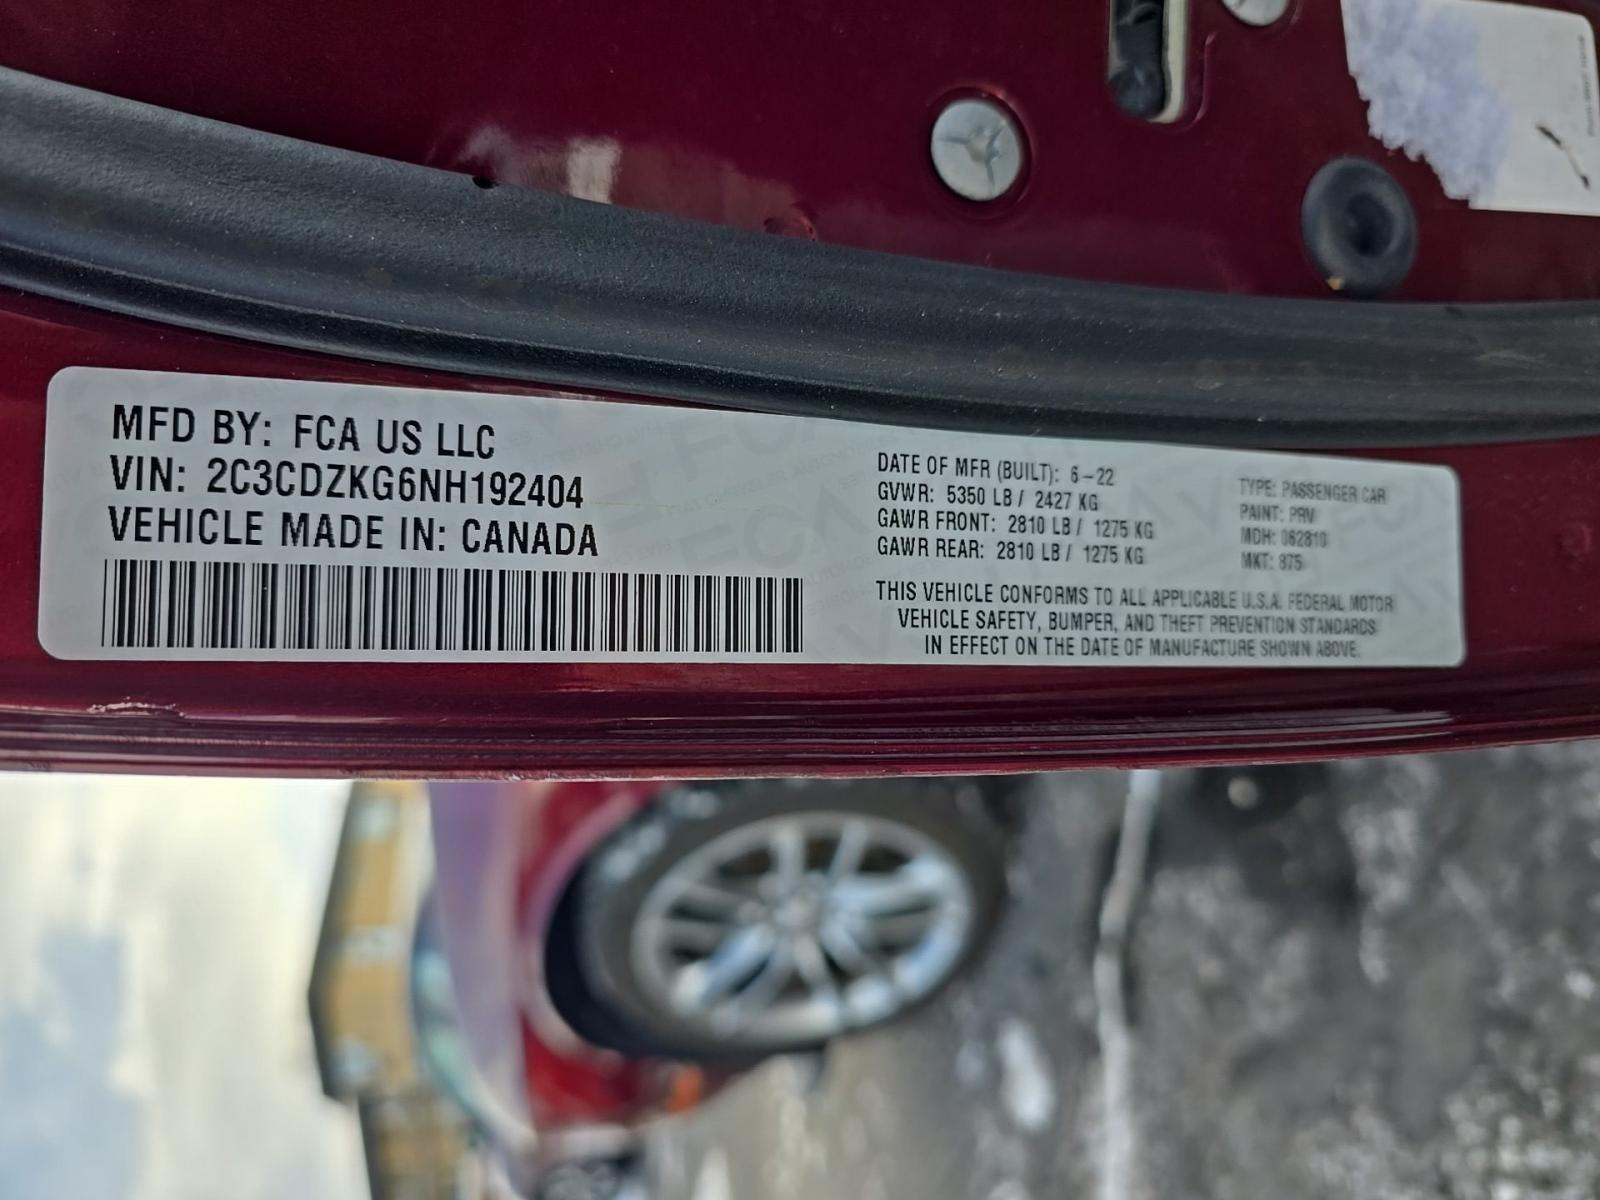 MFD BY: FCA US LLC
VIN: 2C3CDZKG6NH192404
VEHICLE MADE IN: CANADA
DATE OF MFR (BUILT): 6-22
GVWR: 5350 LB / 2427 KG
GAWR FRONT: 2810 LB / 1275 KG
GAWR REAR: 2810 LB / 1275 KG
TYPE: PASSENGER CAR
PAINT: PRV
MDH: 062810
MKT: 875
THIS VEHICLE CONFORMS TO ALL APPLICABLE U.S.A. FEDERAL MOTOR
VEHICLE SAFETY, BUMPER, AND THEFT PREVENTION STANDARDS
IN EFFECT ON THE DATE OF MANUFACTURE SHOWN ABOVE.